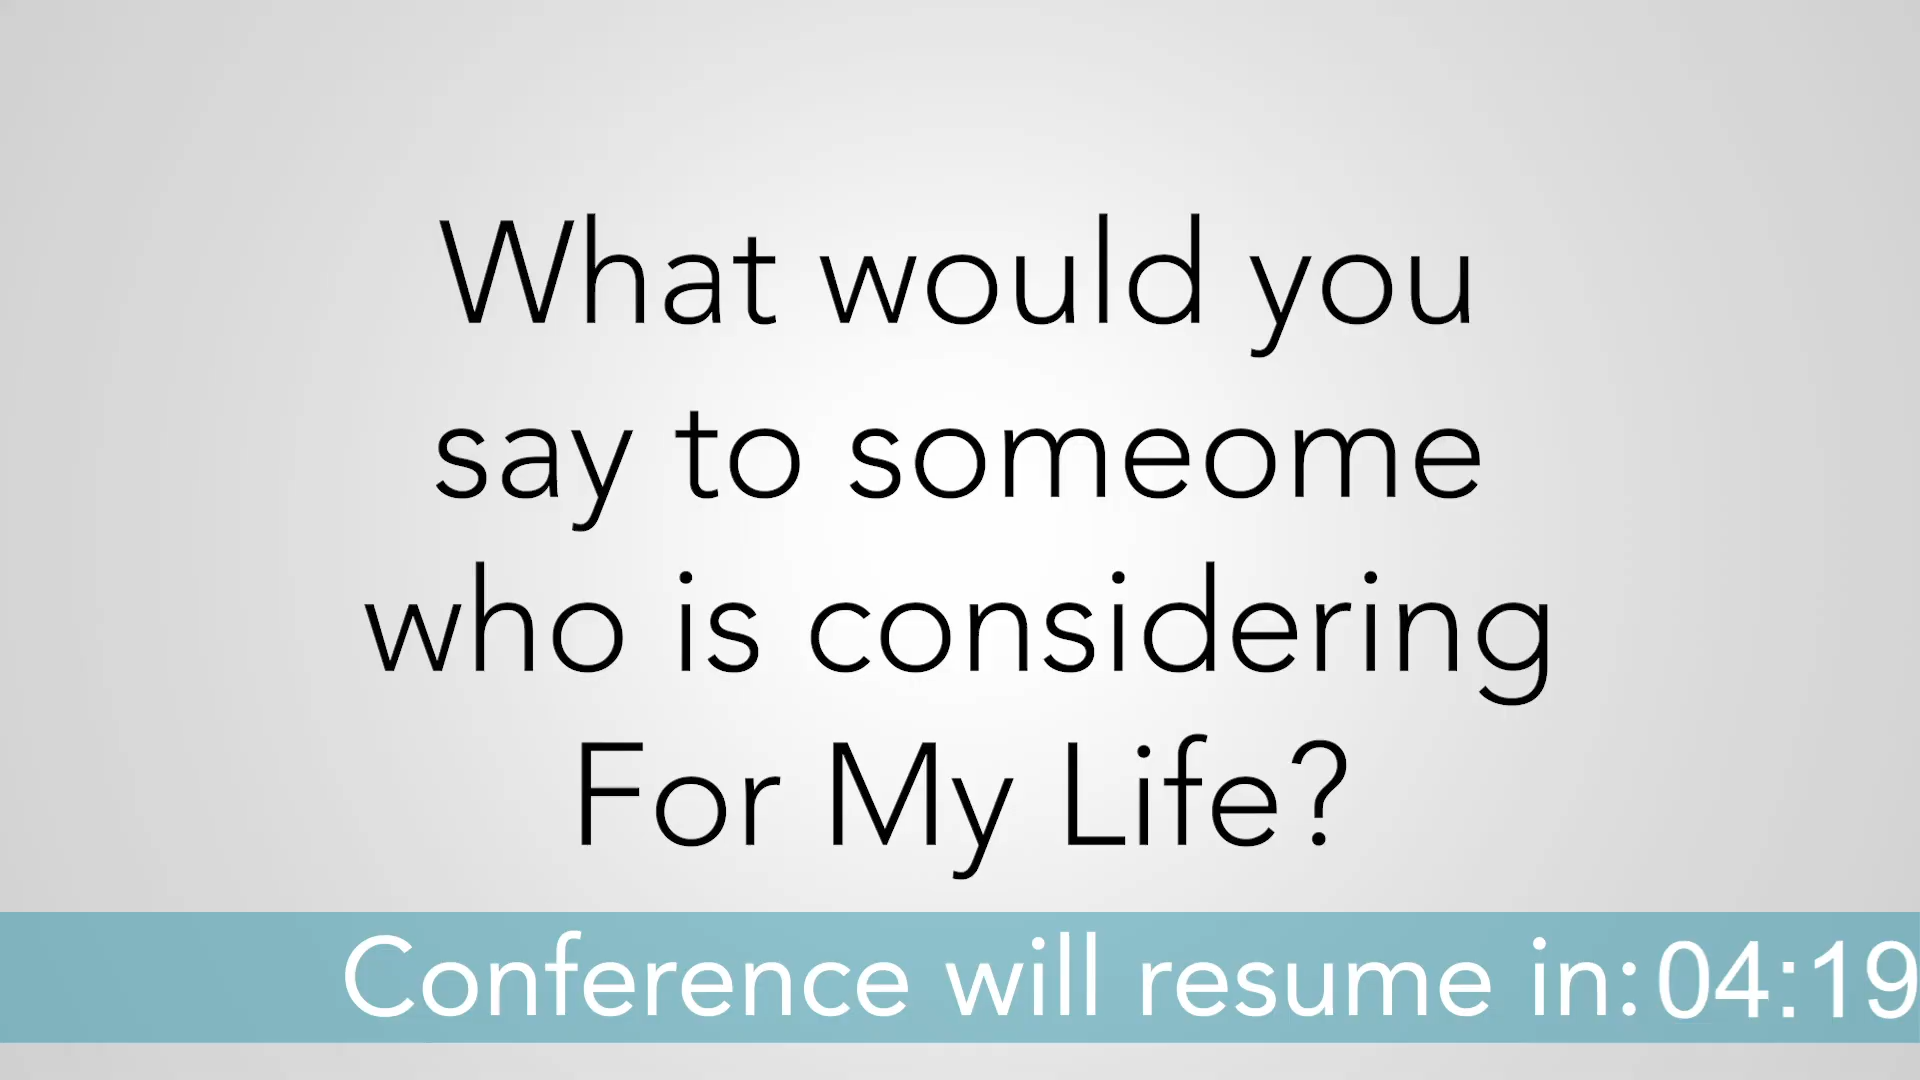 What would you
say to someome
who is considering
For My Life?
Conference will resume in: 04:19